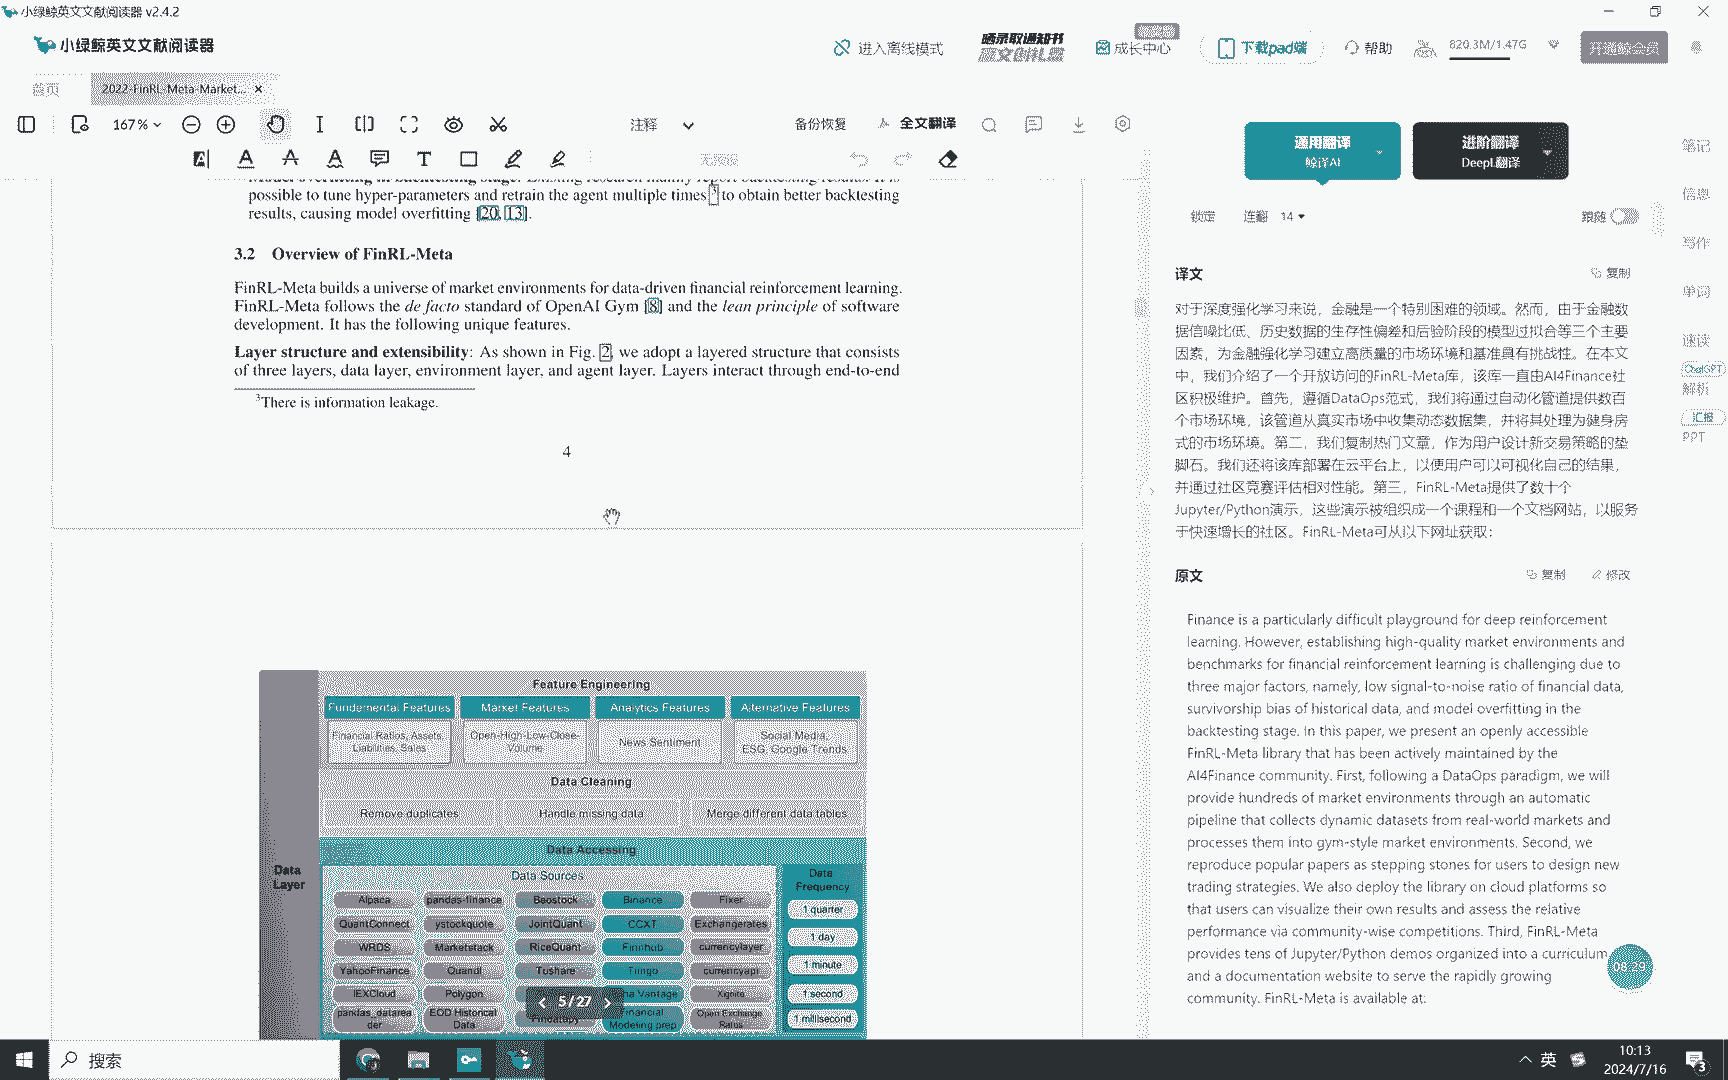 小绿鲸英文文献阅读器 v2.4.2
小绿鲸英文文献阅读器
进入离线模式
晒录取通知书
成长中心
下载pad端
帮助
820.3M/1.47G
开通鲸会员
首页
2022-FinRL-Meta-Market...
167%
注释
备份恢复
全文翻译
通用翻译
鲸译AI
进阶翻译
DeepL翻译
锁定 连翻 14
跟随
笔记
信息
写作
单词
速读
ChatGPT
解析
汇报
PPT
possible to tune hyper-parameters and retrain the agent multiple times 3 to obtain better backtesting
results, causing model overfitting [20, 13].
3.2 Overview of FinRL-Meta
FinRL-Meta builds a universe of market environments for data-driven financial reinforcement learning.
FinRL-Meta follows the de facto standard of OpenAI Gym [8] and the lean principle of software
development. It has the following unique features.
Layer structure and extensibility: As shown in Fig. 2, we adopt a layered structure that consists
of three layers, data layer, environment layer, and agent layer. Layers interact through end-to-end
3There is information leakage.
4
Feature Engineering
Fundemental Features
Market Features
Analytics Features
Alternative Features
Financial Ratios, Assets,
Liabilities, Sales
Open-High-Low-Close-
Volume
News Sentiment
Social Media,
ESG, Google Trends
Data Cleaning
Remove duplicates
Handle missing data
Merge different data tables
Data Accessing
Data
Layer
Data Sources
Data
Frequency
Alpaca
pandas-finance
Baostock
Binance
Fixer
1 quarter
QuantConnect
ystockquote
JointQuant
CCXT
Exchangerates
1 day
WRDS
Marketstack
RiceQuant
Finnhub
currencylayer
1 minute
YahooFinance
Quandl
Tushare
Tiingo
currencyapi
1 second
IEXCloud
Polygon
ha Vantage
Xignite
1 millisecond
pandas_datarea
der
EOD Historical
Data
Financial
Modeling prep
Open Exchange
Rates
5 / 27
译文
复制
对于深度强化学习来说，金融是一个特别困难的领域。然而，由于金融数
据信噪比低、历史数据的生存性偏差和后验阶段的模型过拟合等三个主要
因素，为金融强化学习建立高质量的市场环境和基准具有挑战性。在本文
中，我们介绍了一个开放访问的FinRL-Meta库，该库一直由AI4Finance社
区积极维护。首先，遵循DataOps范式，我们将通过自动化管道提供数百
个市场环境，该管道从真实市场中收集动态数据集，并将其处理为健身房
式的市场环境。第二，我们复制热门文章，作为用户设计新交易策略的垫
脚石。我们还将该库部署在云平台上，以使用户可以可视化自己的结果，
并通过社区竞赛评估相对性能。第三，FinRL-Meta提供了数十个
Jupyter/Python演示，这些演示被组织成一个课程和一个文档网站，以服务
于快速增长的社区。FinRL-Meta可从以下网址获取：
原文
复制
修改
Finance is a particularly difficult playground for deep reinforcement
learning. However, establishing high-quality market environments and
benchmarks for financial reinforcement learning is challenging due to
three major factors, namely, low signal-to-noise ratio of financial data,
survivorship bias of historical data, and model overfitting in the
backtesting stage. In this paper, we present an openly accessible
FinRL-Meta library that has been actively maintained by the
AI4Finance community. First, following a DataOps paradigm, we will
provide hundreds of market environments through an automatic
pipeline that collects dynamic datasets from real-world markets and
processes them into gym-style market environments. Second, we
reproduce popular papers as stepping stones for users to design new
trading strategies. We also deploy the library on cloud platforms so
that users can visualize their own results and assess the relative
performance via community-wise competitions. Third, FinRL-Meta
provides tens of Jupyter/Python demos organized into a curriculum
and a documentation website to serve the rapidly growing
community. FinRL-Meta is available at:
08:29
搜索
英
10:13
2024/7/16
3